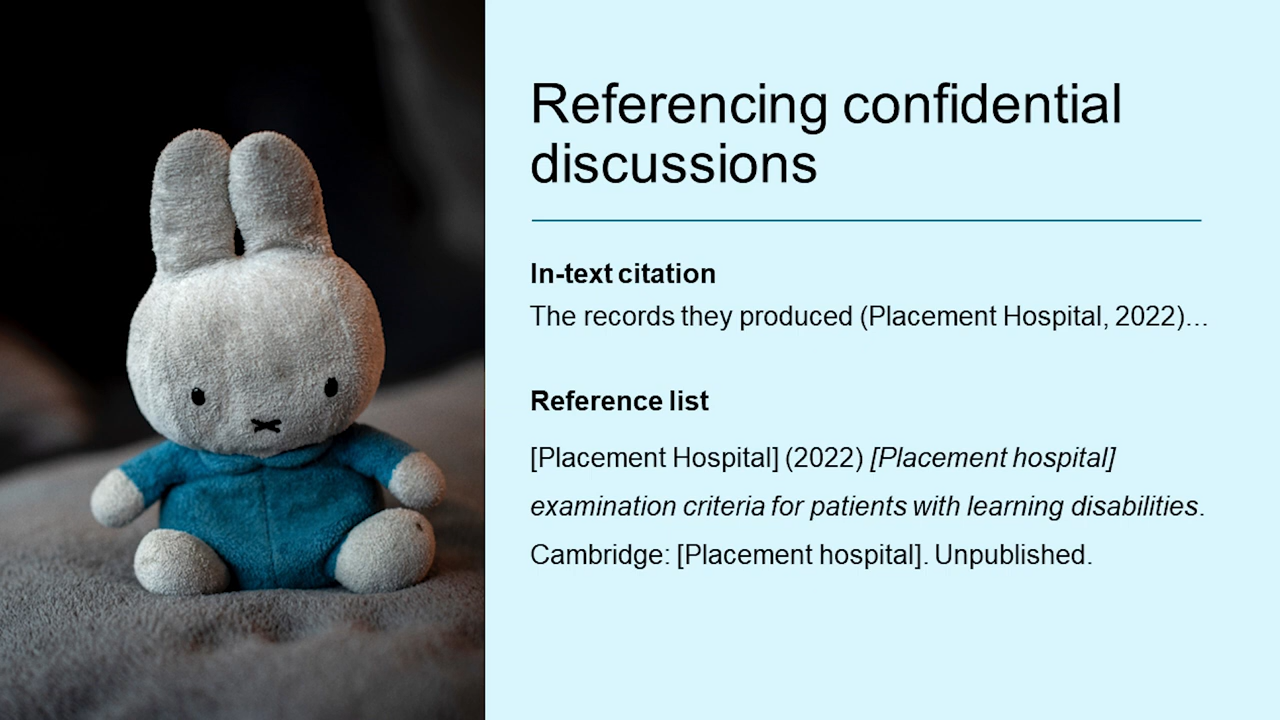 Referencing confidential
discussions
In-text citation
The records they produced (Placement Hospital, 2022)…
Reference list
[Placement Hospital] (2022) [Placement hospital]
examination criteria for patients with learning disabilities.
Cambridge: [Placement hospital]. Unpublished.